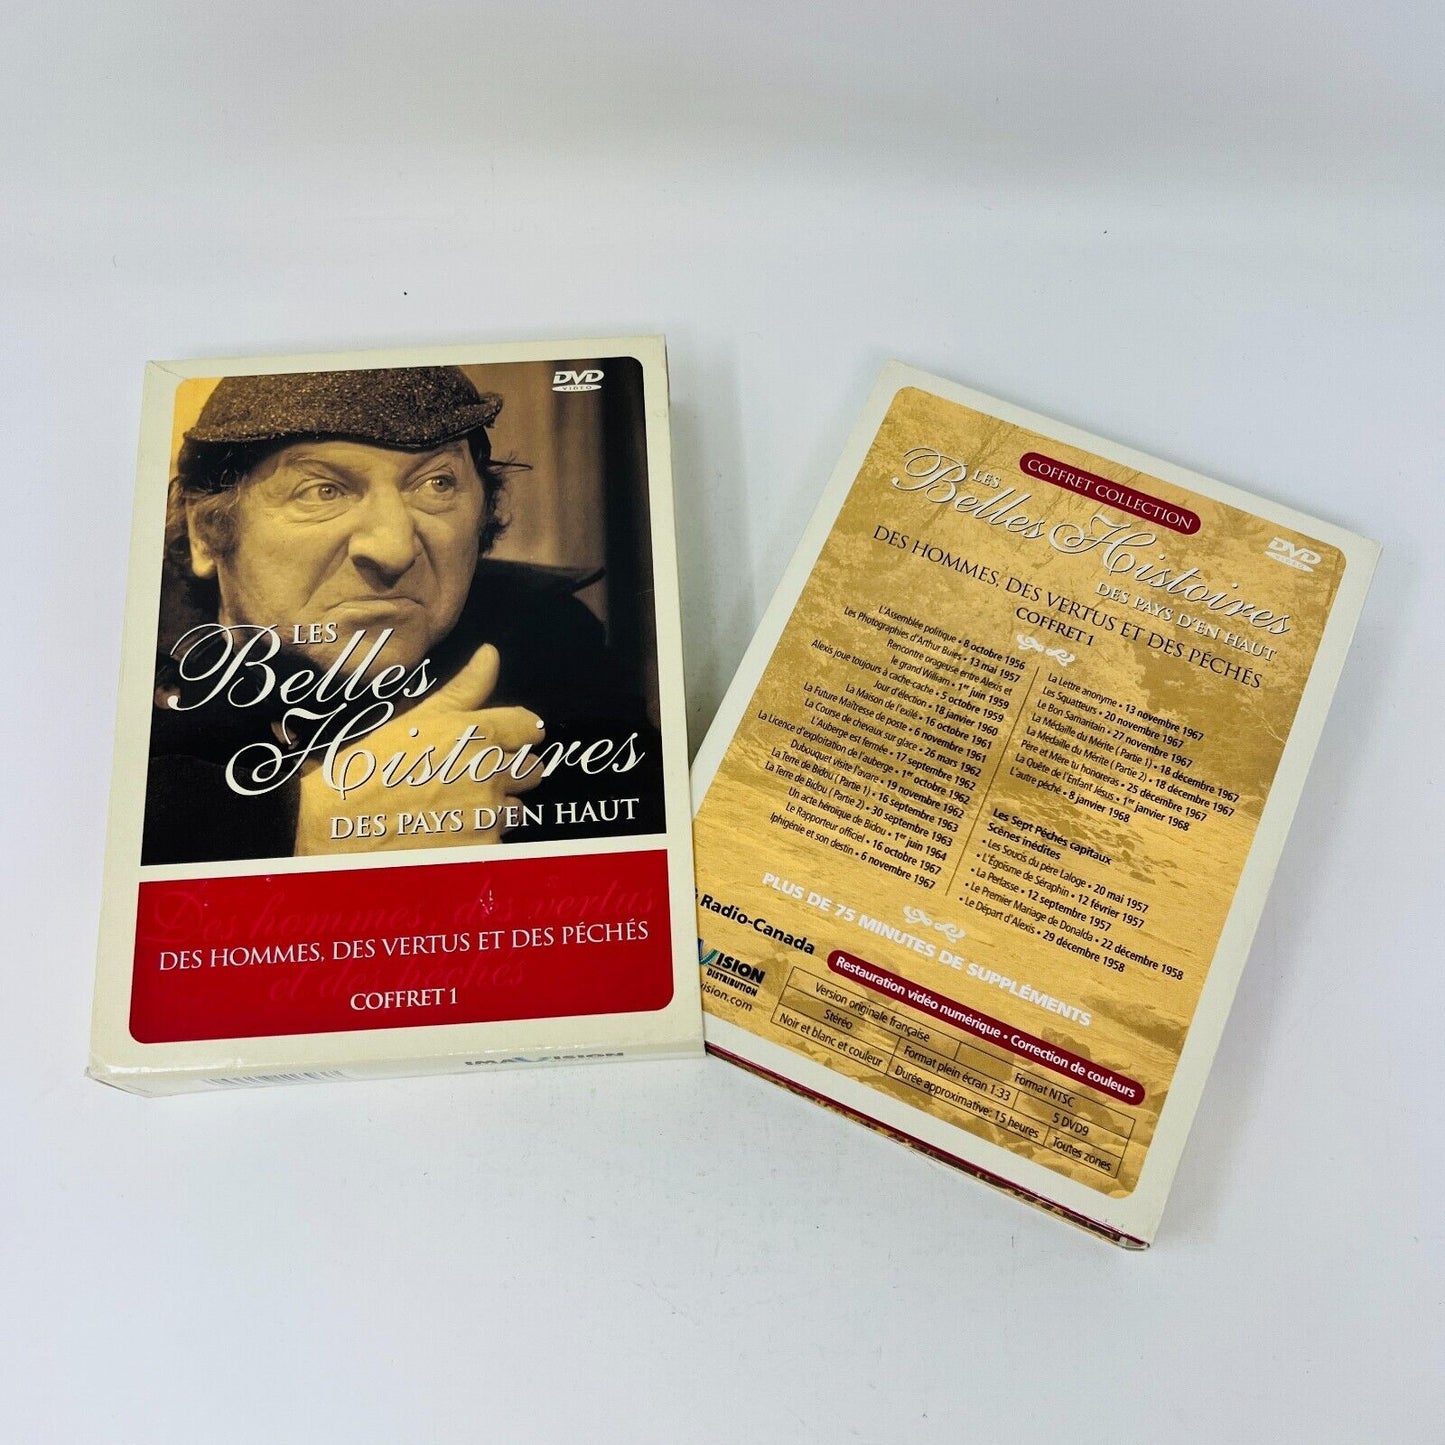 DVD
VIDEO
LES
Belles
Histoires
DES PAYS D'EN HAUT
DES HOMMES, DES VERTUS ET DES PÉCHÉS
COFFRET 1
IMAVISION
COFFRET COLLECTION
LES
Belles Histoires
DES PAYS D'EN HAUT
DVD
DES HOMMES, DES VERTUS ET DES PÉCHÉS
COFFRET 1
L'Assemblée politique • 8 octobre 1956
Les Photographies d'Arthur Buies • 13 mai 1957
Rencontre orageuse entre Alexis et
le grand William • 1er juin 1959
Alexis joue toujours à cache-cache • 5 octobre 1959
Jour d'élection • 18 janvier 1960
La Maison de l'exilé • 16 octobre 1961
La Future Maîtresse de poste • 6 novembre 1961
La Course de chevaux sur glace • 26 mars 1962
L'Auberge est fermée • 17 septembre 1962
La Licence d'exploitation de l'auberge • 1er octobre 1962
Dubouquet visite l'avare • 19 novembre 1962
La Terre de Bidou (Partie 1) • 16 septembre 1963
La Terre de Bidou (Partie 2) • 30 septembre 1963
Un acte héroïque de Bidou • 1er juin 1964
Le Rapporteur officiel • 16 octobre 1967
Iphigénie et son destin • 6 novembre 1967
La Lettre anonyme • 13 novembre 1967
Les Squatteurs • 20 novembre 1967
Le Bon Samaritain • 27 novembre 1967
La Médaille du Mérite (Partie 1) • 18 décembre 1967
La Médaille du Mérite (Partie 2) • 18 décembre 1967
Père et Mère tu honoreras • 25 décembre 1967
La Quête de l'Enfant Jésus • 1er janvier 1968
L'autre péché • 8 janvier 1968
Les Sept Péchés capitaux
Scènes inédites
• Les Soucis du père Laloge • 20 mai 1957
• L'Égoïsme de Séraphin • 12 février 1957
• La Perlasse • 12 septembre 1957
• Le Premier Mariage de Donalda • 22 décembre 1958
• Le Départ d'Alexis • 29 décembre 1958
PLUS DE 75 MINUTES DE SUPPLÉMENTS
Radio-Canada
VISION
DISTRIBUTION
vision.com
Restauration vidéo numérique • Correction de couleurs
Version originale française
Stéréo
Format NTSC
Noir et blanc et couleur
Format plein écran 1:33
5 DVD9
Durée approximative: 15 heures
Toutes zones